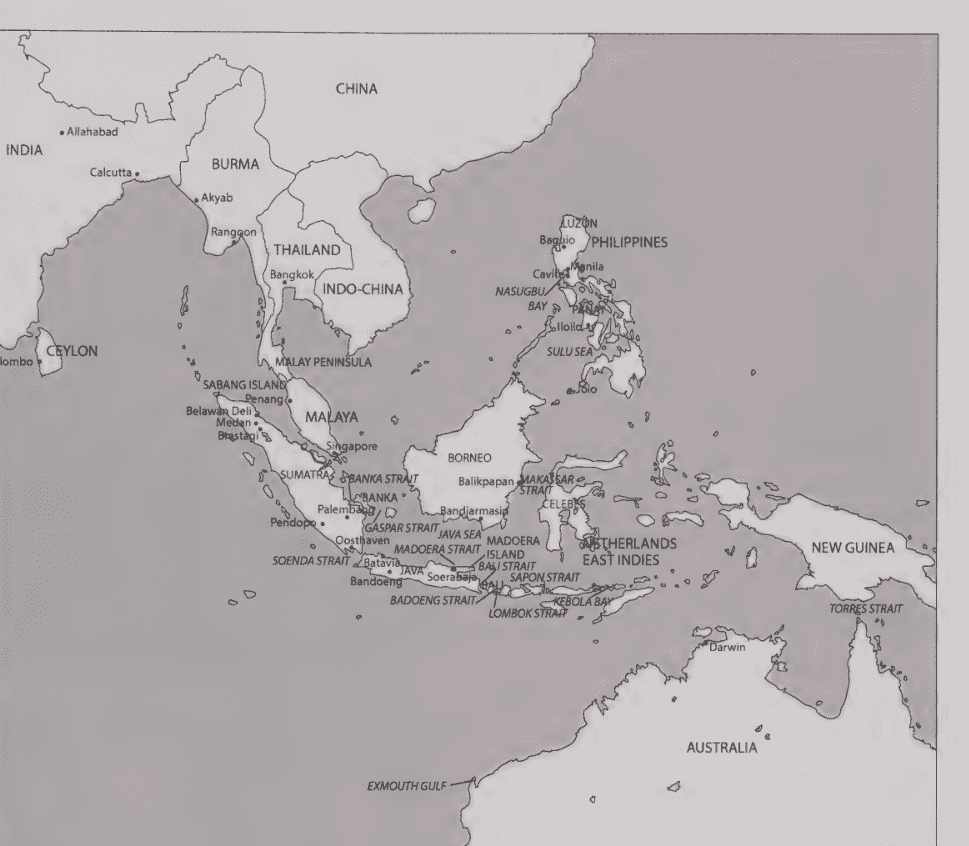 CHINA
Allahabad
INDIA
BURMA
Calcutta
Akyab
Rangoon
THAILAND
Bangkok
INDO-CHINA
LUZON
Baguio
PHILIPPINES
Manila
Cavite
NASUGBU
BAY
PANAY
Iloilo
SULU SEA
Jolo
CEYLON
lombo
MALAY PENINSULA
SABANG ISLAND
Penang
Belawan Deli
MALAYA
Medan
Brastagi
Singapore
SUMATRA
BANKA STRAIT
BANKA
BORNEO
Balikpapan
MAKASSAR
STRAIT
CELEBES
Palembang
Pendopo
GASPAR STRAIT
Bandjarmasin
JAVA SEA
Oosthaven
MADOERA STRAIT
MADOERA
ISLAND
NETHERLANDS
EAST INDIES
NEW GUINEA
SOENDA STRAIT
Batavia
JAVA
Bandoeng
Soerabaja
BALI STRAIT
BALI
SAPON STRAIT
BADOENG STRAIT
LOMBOK STRAIT
KEBOLA BAY
TORRES STRAIT
Darwin
AUSTRALIA
EXMOUTH GULF